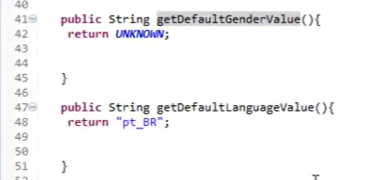 40
41 public String getDefaultGenderValue(){
42 return UNKNOWN;
43
44
45 }
46
47 public String getDefaultLanguageValue(){
48 return "pt_BR";
49
50
51 }